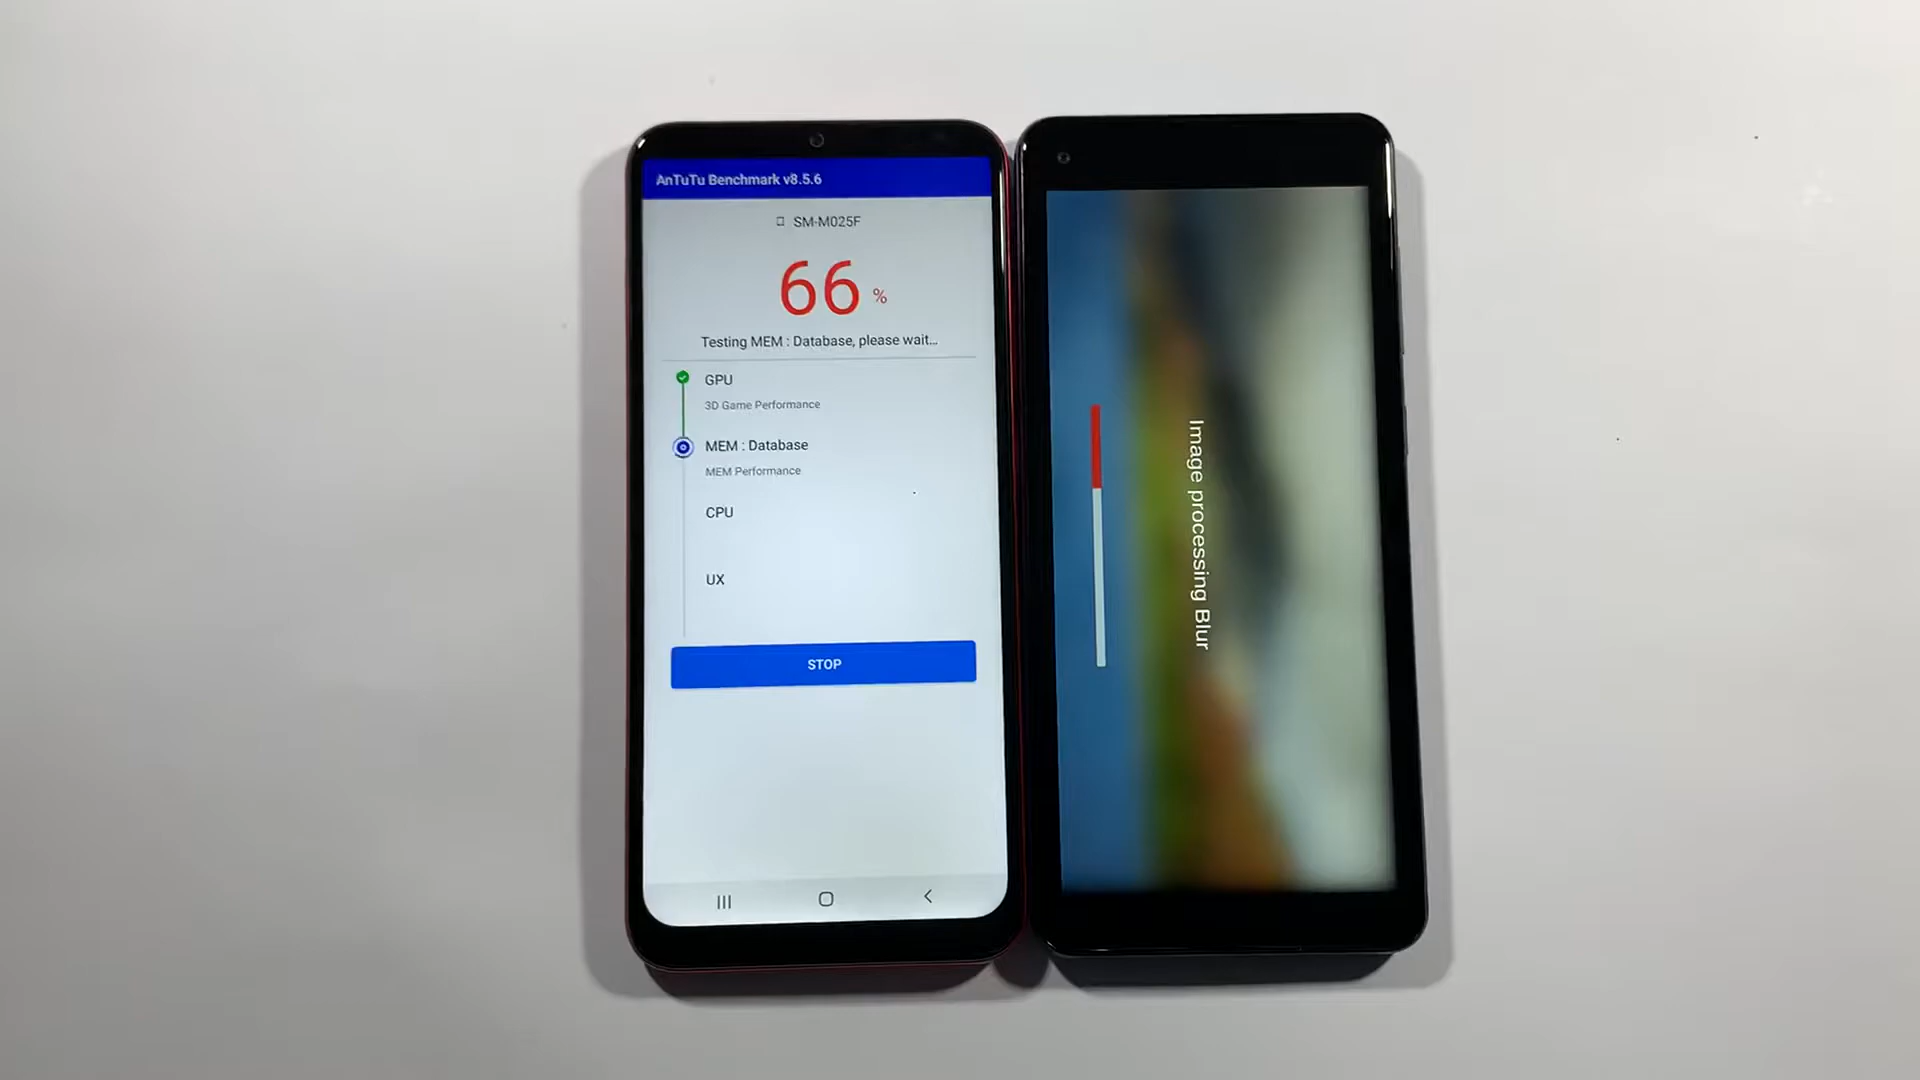 AnTuTu Benchmark v8.5.6
SM-M025F
66 %
Testing MEM : Database, please wait...
GPU
3D Game Performance
MEM : Database
MEM Performance
CPU
UX
STOP
Image processing Blur